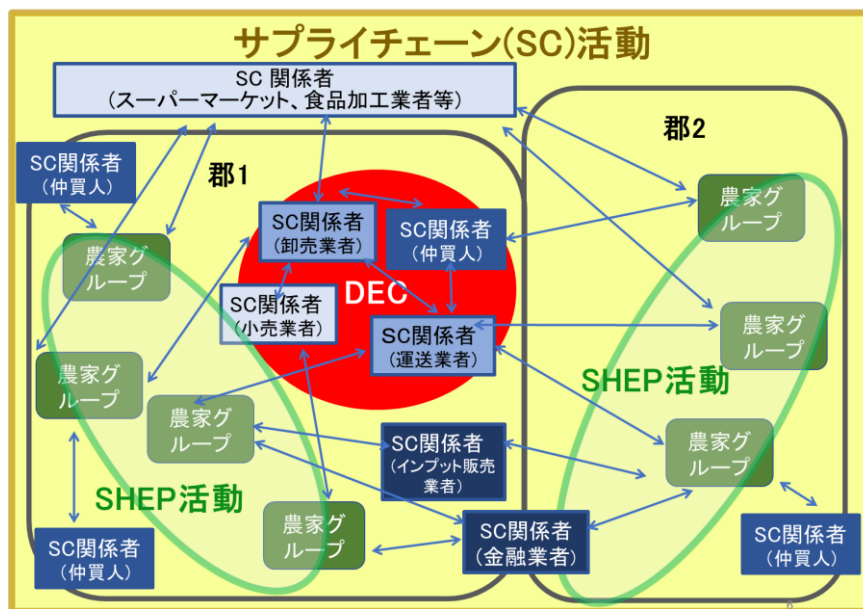 サプライチェーン(SC)活動
SC 関係者
(スーパーマーケット、食品加工業者等)
郡1
郡2
SC関係者
(仲買人)
農家グ
ループ
SC関係者
(卸売業者)
SC関係者
(仲買人)
農家グ
ループ
DEC
SC関係者
(小売業者)
SC関係者
(運送業者)
農家グ
ループ
農家グ
ループ
農家グ
ループ
SHEP活動
SC関係者
(インプット販売
業者)
農家グ
ループ
SHEP活動
農家グ
ループ
SC関係者
(仲買人)
SC関係者
(金融業者)
SC関係者
(仲買人)